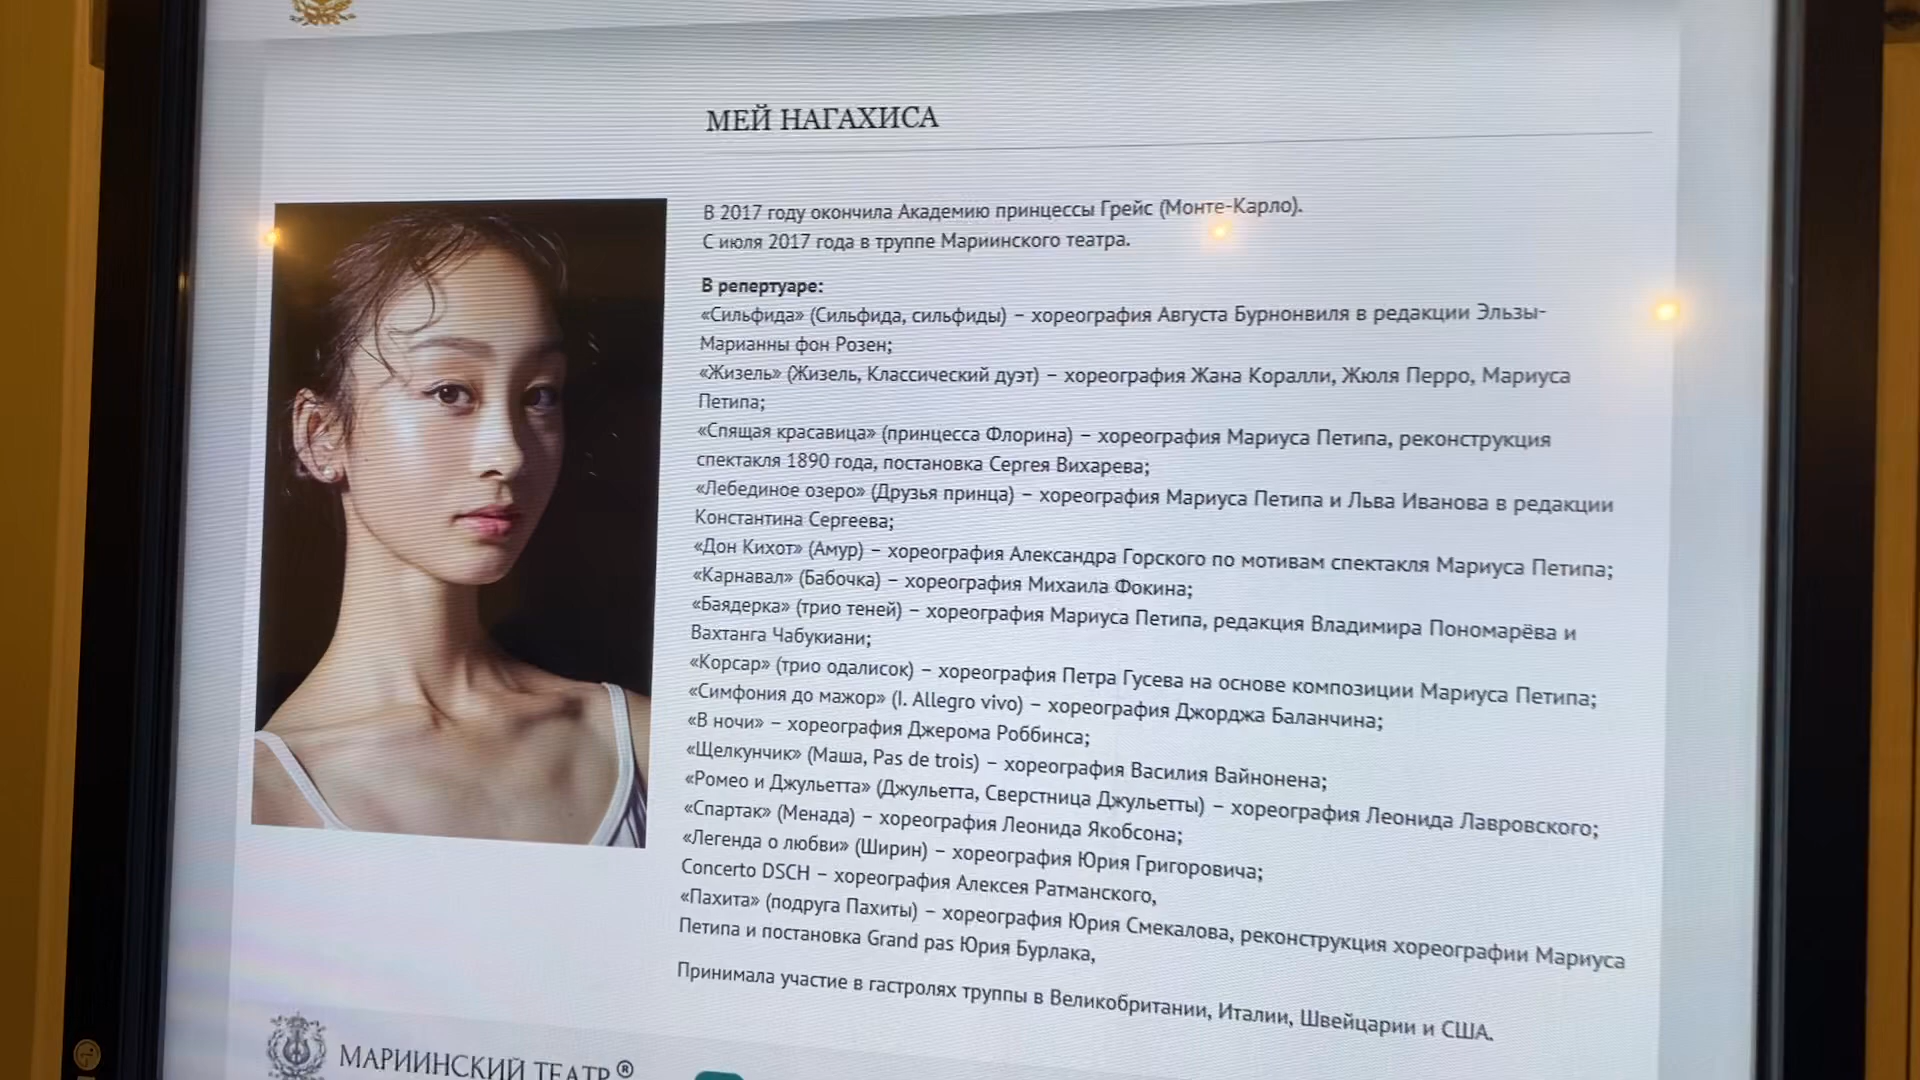 МЕЙ НАГАХИСА
В 2017 году окончила Академию принцессы Грейс (Монте-Карло).
С июля 2017 года в труппе Мариинского театра.
В репертуаре:
«Сильфида» (Сильфида, сильфиды) – хореография Августа Бурнонвиля в редакции Эльзы-
Марианны фон Розен;
«Жизель» (Жизель, Классический дуэт) – хореография Жана Коралли, Жюля Перро, Мариуса
Петипа;
«Спящая красавица» (принцесса Флорина) – хореография Мариуса Петипа, реконструкция
спектакля 1890 года, постановка Сергея Вихарева;
«Лебединое озеро» (Друзья принца) – хореография Мариуса Петипа и Льва Иванова в редакции
Константина Сергеева;
«Дон Кихот» (Амур) – хореография Александра Горского по мотивам спектакля Мариуса Петипа;
«Карнавал» (Бабочка) – хореография Михаила Фокина;
«Баядерка» (трио теней) – хореография Мариуса Петипа, редакция Владимира Пономарёва и
Вахтанга Чабукиани;
«Корсар» (трио одалисок) – хореография Петра Гусева на основе композиции Мариуса Петипа;
«Симфония до мажор» (I. Allegro vivo) – хореография Джорджа Баланчина;
«В ночи» – хореография Джерома Роббинса;
«Щелкунчик» (Маша, Pas de trois) – хореография Василия Вайнонена;
«Ромео и Джульетта» (Джульетта, Сверстница Джульетты) – хореография Леонида Лавровского;
«Спартак» (Менада) – хореография Леонида Якобсона;
«Легенда о любви» (Ширин) – хореография Юрия Григоровича;
Concerto DSCH – хореография Алексея Ратманского,
«Пахита» (подруга Пахиты) – хореография Юрия Смекалова, реконструкция хореографии Мариуса
Петипа и постановка Grand pas Юрия Бурлака,
Принимала участие в гастролях труппы в Великобритании, Италии, Швейцарии и США.
МАРИИНСКИЙ ТЕАТР®